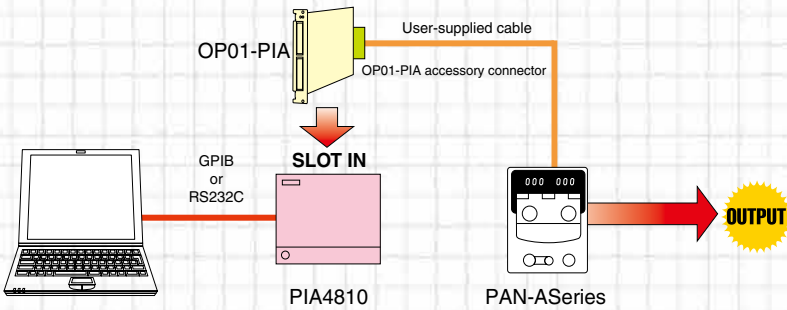 OP01-PIA
User-supplied cable
OP01-PIA accessory connector
SLOT IN
GPIB
or
RS232C
000 000
OUTPUT
PIA4810
PAN-ASeries